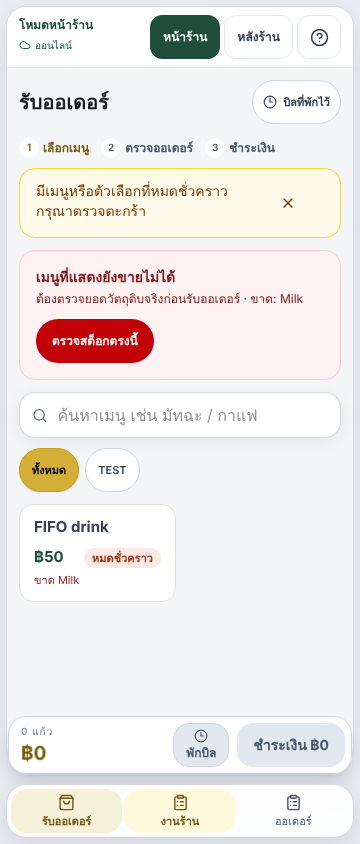 โหมดหน้าร้าน
ออนไลน์
หน้าร้าน
หลังร้าน
รับออเดอร์
บิลที่พักไว้
1 เลือกเมนู 2 ตรวจออเดอร์ 3 ชำระเงิน
มีเมนูหรือตัวเลือกที่หมดชั่วคราว
กรุณาตรวจตะกร้า
เมนูที่แสดงยังขายไม่ได้
ต้องตรวจยอดวัตถุดิบจริงก่อนรับออเดอร์ · ขาด: Milk
ตรวจสต็อกตรงนี้
ค้นหาเมนู เช่น มัทฉะ / กาแฟ
ทั้งหมด
TEST
FIFO drink
฿50 หมดชั่วคราว
ขาด Milk
0 แก้ว
฿0
พักบิล
ชำระเงิน ฿0
รับออเดอร์
งานร้าน
ออเดอร์